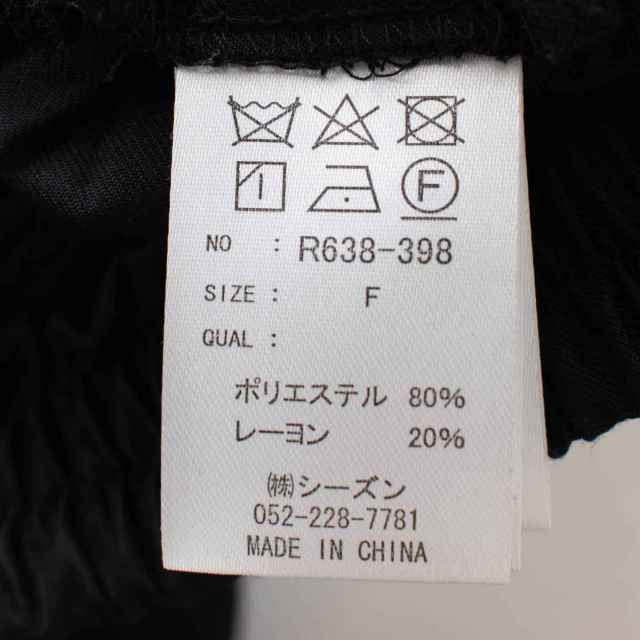 F
NO : R638-398
SIZE : F
QUAL :
ポリエステル 80%
レーヨン 20%
㈱シーズン
052-228-7781
MADE IN CHINA